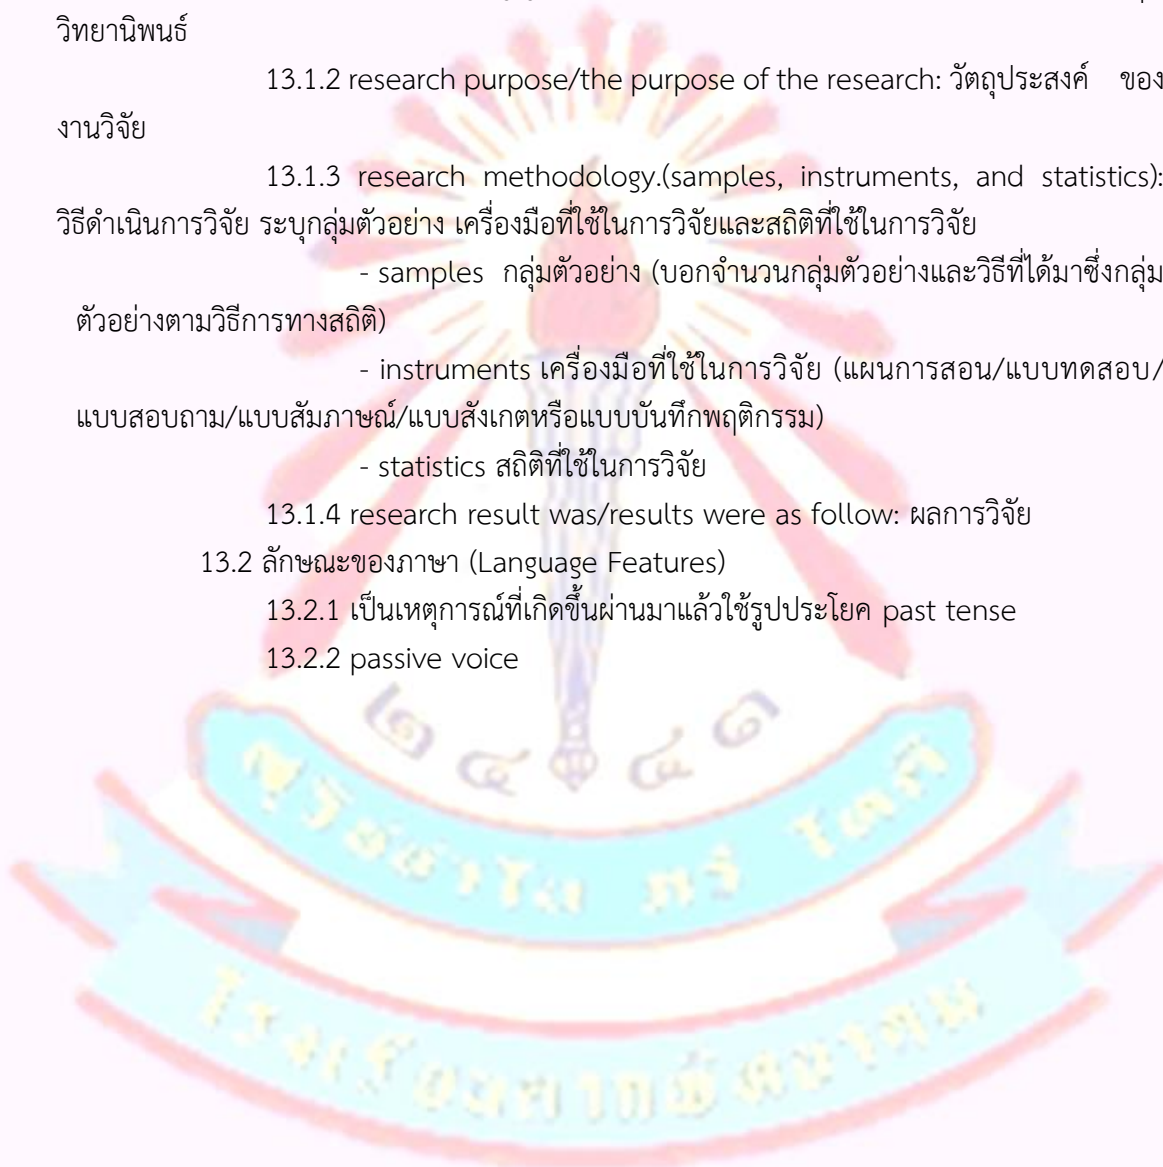 วิทยานิพนธ์
13.1.2 research purpose/the purpose of the research: วัตถุประสงค์ ของ
งานวิจัย
13.1.3 research methodology.(samples, instruments, and statistics):
วิธีดำเนินการวิจัย ระบุกลุ่มตัวอย่าง เครื่องมือที่ใช้ในการวิจัยและสถิติที่ใช้ในการวิจัย
- samples กลุ่มตัวอย่าง (บอกจำนวนกลุ่มตัวอย่างและวิธีที่ได้มาซึ่งกลุ่ม
ตัวอย่างตามวิธีการทางสถิติ)
- instruments เครื่องมือที่ใช้ในการวิจัย (แผนการสอน/แบบทดสอบ/
แบบสอบถาม/แบบสัมภาษณ์/แบบสังเกตหรือแบบบันทึกพฤติกรรม)
- statistics สถิติที่ใช้ในการวิจัย
13.1.4 research result was/results were as follow: ผลการวิจัย
13.2 ลักษณะของภาษา (Language Features)
13.2.1 เป็นเหตุการณ์ที่เกิดขึ้นผ่านมาแล้วใช้รูปประโยค past tense
13.2.2 passive voice
๒ ๔ ๔ ๑
สุวิชาโน ภวํ โหติ